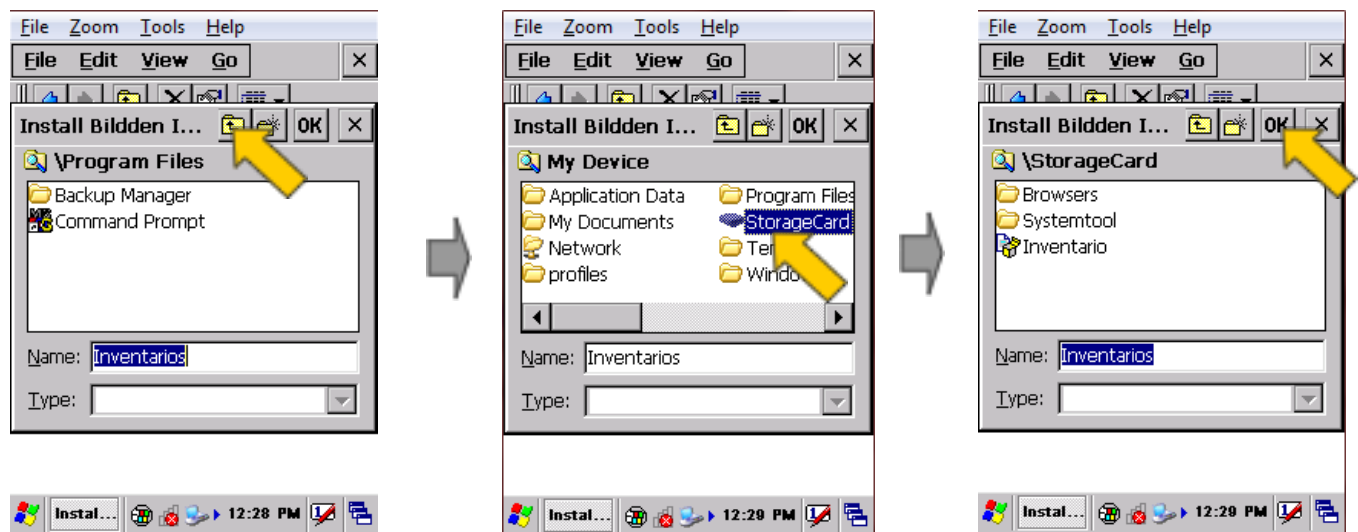 File Zoom Tools Help
File Edit View Go
Install Bildden I... OK
\Program Files
Backup Manager
Command Prompt
Name: Inventarios
Type:
Instal... 12:28 PM
File Zoom Tools Help
File Edit View Go
Install Bildden I... OK
My Device
Application Data Program Files
My Documents StorageCard
Network
profiles
Name: Inventarios
Type:
Instal... 12:29 PM
File Zoom Tools Help
File Edit View Go
Install Bildden I... OK
\StorageCard
Browsers
Systemtool
Inventario
Name: Inventarios
Type:
Instal... 12:29 PM